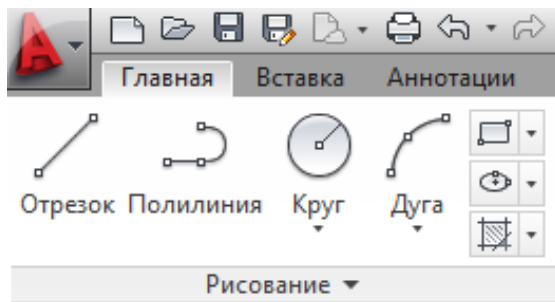 Главная Вставка Аннотации
Отрезок Полилиния Круг Дуга
Рисование